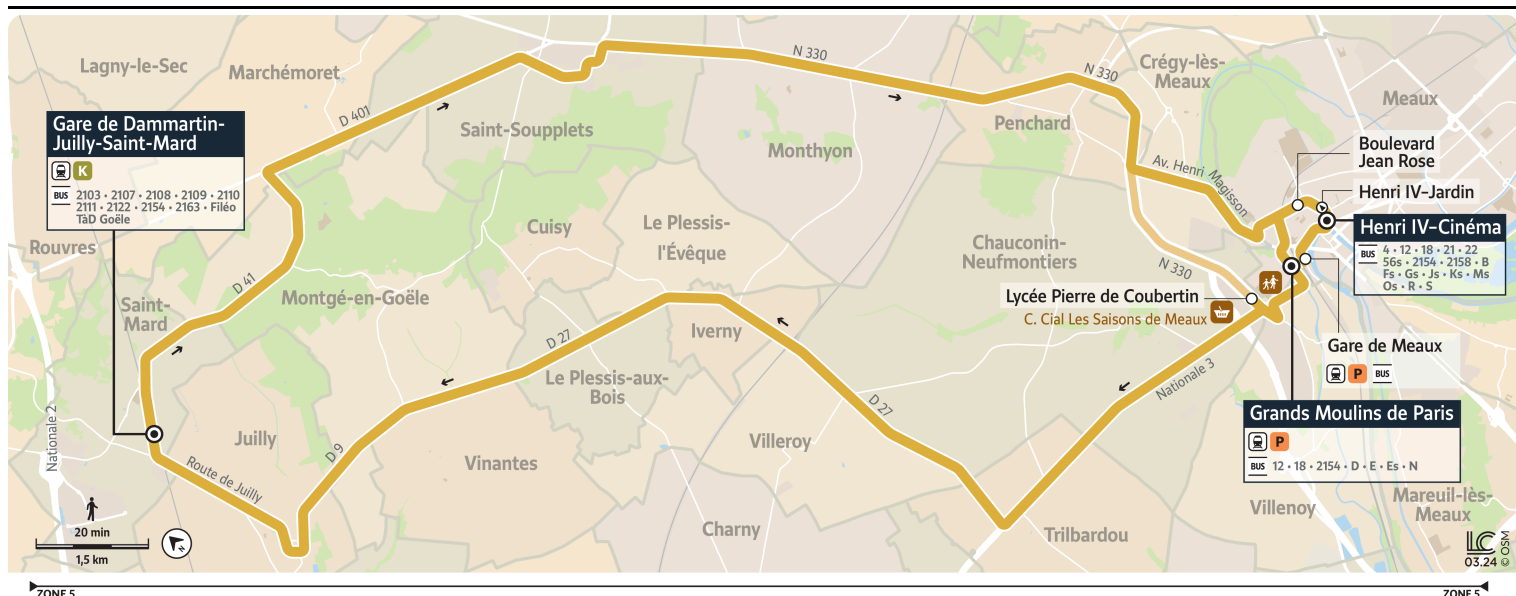 Lagny-le-Sec
Marchémoret
D 401
N 330
N 330
Crégy-lès-
Meaux
Meaux
Gare de Dammartin-
Juilly-Saint-Mard
K
BUS
2103 • 2107 • 2108 • 2109 • 2110
2111 • 2122 • 2154 • 2163 • Filéo
TàD Goële
Saint-Soupplets
Monthyon
Penchard
Boulevard
Jean Rose
Av. Henri Magisson
Henri IV–Jardin
Henri IV–Cinéma
BUS
4 • 12 • 18 • 21 • 22
56s • 2154 • 2158 • B
Fs • Gs • Js • Ks • Ms
Os • R • S
Rouvres
Cuisy
Le Plessis-
l'Évêque
Chauconin-
Neufmontiers
N 330
D 41
Saint-
Mard
Montgé-en-Goële
Lycée Pierre de Coubertin
C. Cial Les Saisons de Meaux
Iverny
D 27
Gare de Meaux
P
BUS
Le Plessis-aux-
Bois
D 27
Nationale 3
Grands Moulins de Paris
P
BUS
12 • 18 • 2154 • D • E • Es • N
Nationale 2
Juilly
D 9
Route de Juilly
Vinantes
Villeroy
Charny
Trilbardou
Villenoy
Mareuil-lès-
Meaux
20 min
1,5 km
N
LC
03.24
© OSM
ZONE 5
ZONE 5